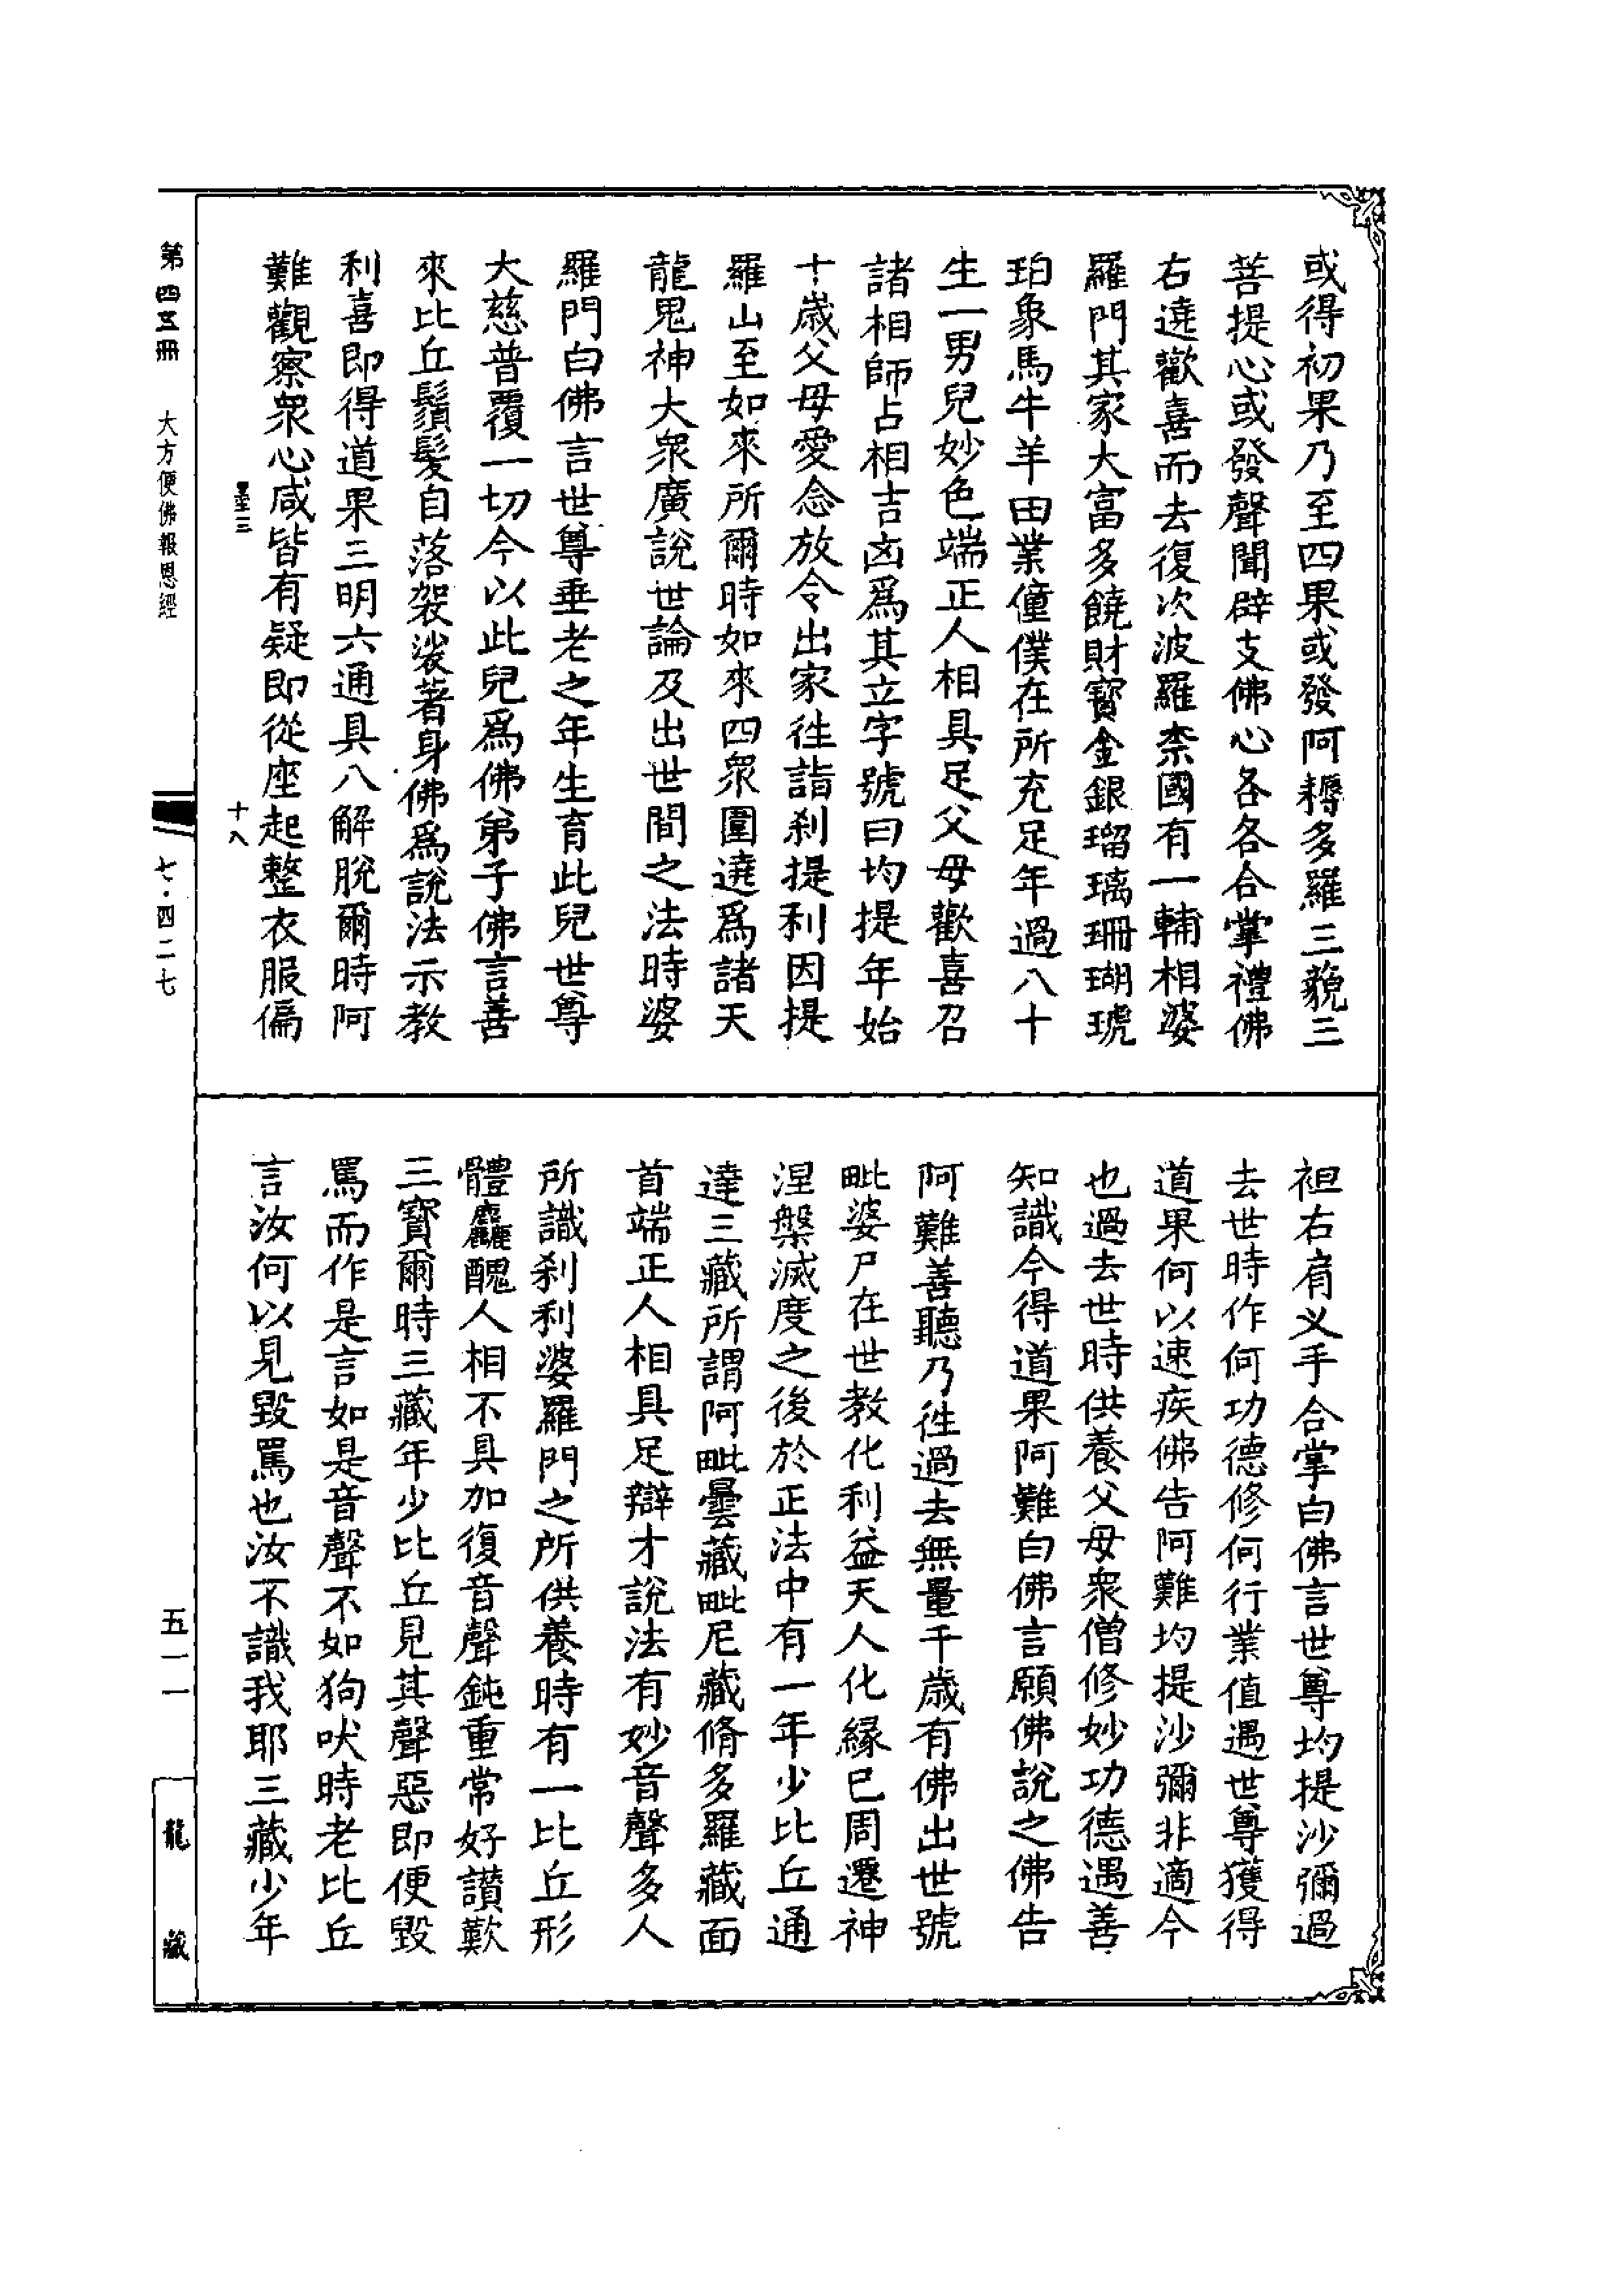 或得初果乃至四果或發阿耨多羅三藐三
菩提心或發聲聞辟支佛心各各合掌禮佛
右遶歡喜而去復次波羅柰國有一輔相婆
羅門其家大富多饒財寶金銀瑠璃珊瑚琥
珀象馬牛羊田業僮僕在所充足年過八十
生一男兒妙色端正人相具足父母歡喜召
諸相師占相吉凶爲其立字號曰均提年始
十歲父母愛念放令出家徃詣刹提利因提
羅山至如來所爾時如來四衆圍遶爲諸天
龍鬼神大衆廣說世論及出世間之法時婆
羅門白佛言世尊垂老之年生育此兒世尊
大慈普覆一切今以此兒爲佛弟子佛言善
來比丘鬚髮自落袈裟著身佛爲說法示教
利喜即得道果三明六通具八解脫爾時阿
難觀察衆心咸皆有疑即從座起整衣服偏
十八
袒右肩义手合掌白佛言世尊均提沙彌過
去世時作何功德修何行業值遇世尊獲得
道果何以速疾佛告阿難均提沙彌非適今
也過去世時供養父母衆僧修妙功德遇善
知識今得道果阿難白佛言願佛說之佛告
阿難善聽乃徃過去無量千歲有佛出世號
毗婆尸在世教化利益天人化縁已周遷神
涅槃滅度之後於正法中有一年少比丘通
達三藏所謂阿毗曇藏毗尼藏脩多羅藏面
首端正人相具足辯才說法有妙音聲多人
所識刹利婆羅門之所供養時有一比丘形
體麤醜人相不具加復音聲鈍重常好讃歎
三寶爾時三藏年少比丘見其聲惡即便毀
罵而作是言如是音聲不如狗吠時老比丘
言汝何以見毀罵也汝不識我耶三藏少年
第四五冊 大方便佛報恩經 七·四二七 五一一 龍藏